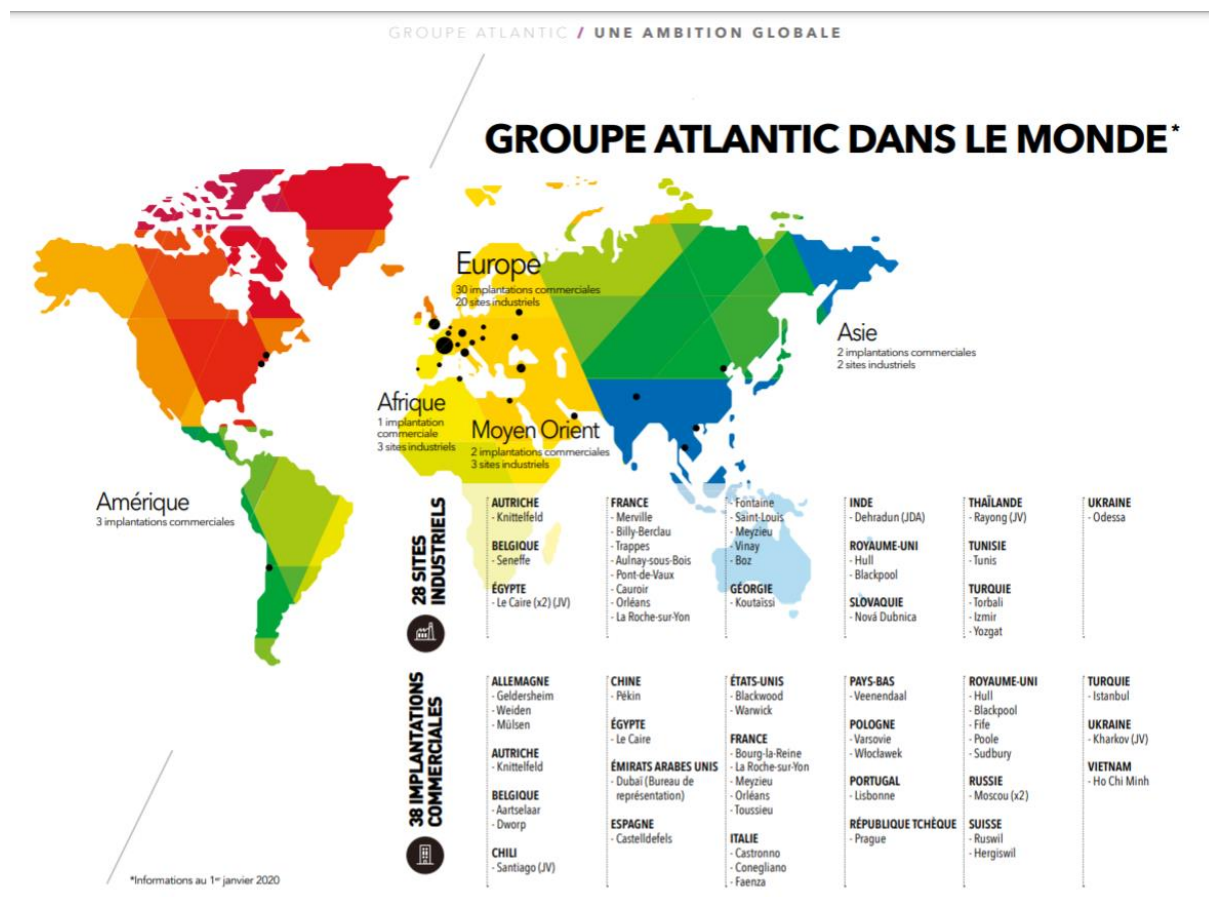 GROUPE ATLANTIC / UNE AMBITION GLOBALE
GROUPE ATLANTIC DANS LE MONDE*
Europe
30 implantations commerciales
20 sites industriels
Asie
2 implantations commerciales
2 sites industriels
Afrique
1 implantation
commerciale
3 sites industriels
Moyen Orient
2 implantations commerciales
3 sites industriels
Amérique
3 implantations commerciales
28 SITES
INDUSTRIELS
AUTRICHE
- Knittelfeld
BELGIQUE
- Seneffe
ÉGYPTE
- Le Caire (x2) (JV)
FRANCE
- Merville
- Billy-Berclau
- Trappes
- Aulnay-sous-Bois
- Pont-de-Vaux
- Cauroir
- Orléans
- La Roche-sur-Yon
- Fontaine
- Saint-Louis
- Meyzieu
- Vinay
- Boz
GÉORGIE
- Koutaïssi
INDE
- Dehradun (JDA)
ROYAUME-UNI
- Hull
- Blackpool
SLOVAQUIE
- Nová Dubnica
THAÏLANDE
- Rayong (JV)
TUNISIE
- Tunis
TURQUIE
- Torbali
- Izmir
- Yozgat
UKRAINE
- Odessa
38 IMPLANTATIONS
COMMERCIALES
ALLEMAGNE
- Geldersheim
- Weiden
- Mülsen
AUTRICHE
- Knittelfeld
BELGIQUE
- Aartselaar
- Dworp
CHILI
- Santiago (JV)
CHINE
- Pékin
ÉGYPTE
- Le Caire
ÉMIRATS ARABES UNIS
- Dubaï (Bureau de
représentation)
ESPAGNE
- Castelldefels
ÉTATS-UNIS
- Blackwood
- Warwick
FRANCE
- Bourg-la-Reine
- La Roche-sur-Yon
- Meyzieu
- Orléans
- Toussieu
ITALIE
- Castronno
- Conegliano
- Faenza
PAYS-BAS
- Veenendaal
POLOGNE
- Varsovie
- Włocławek
PORTUGAL
- Lisbonne
RÉPUBLIQUE TCHÈQUE
- Prague
ROYAUME-UNI
- Hull
- Blackpool
- Fife
- Poole
- Sudbury
RUSSIE
- Moscou (x2)
SUISSE
- Ruswil
- Hergiswil
TURQUIE
- Istanbul
UKRAINE
- Kharkov (JV)
VIETNAM
- Ho Chi Minh
*Informations au 1er janvier 2020